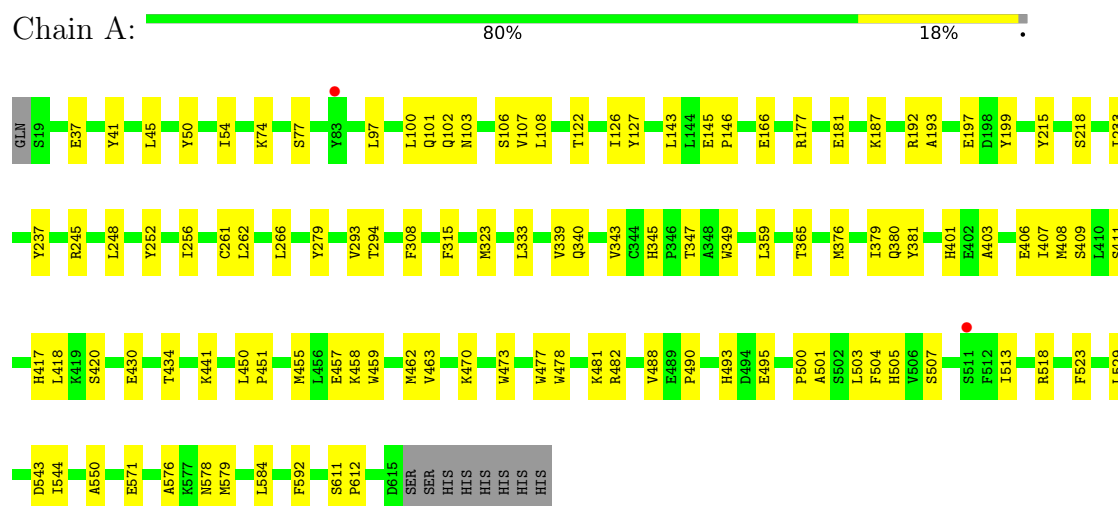 Chain A:
80% 18% •
GLN S19 E37 Y41 L45 Y50 I54 K74 S77 Y83 L97 L100 Q101 Q102 N103 S106 V107 L108 T122 I126 Y127 L143 L144 E145 P146 E166 R177 E181 K187 R192 A193 E197 D198 Y199 Y215 S218
Y237 R245 L248 Y252 I256 C261 L262 L266 Y279 V293 T294 F308 F315 M323 L333 V339 Q340 V343 C344 H345 P346 T347 A348 W349 L359 T365 M376 I379 Q380 Y381 H401 E402 A403 E406 I407 M408 S409 L410 S411
H417 L418 K419 S420 E430 T434 K441 L450 P451 M455 L456 E457 K458 W459 M462 V463 K470 W473 W477 W478 K481 R482 V488 E489 P490 H493 D494 E495 P500 A501 S502 L503 F504 H505 V506 S507 S511 F512 I513 R518 F523 L529
D543 I544 A550 E571 A576 K577 N578 M579 L584 F592 S611 P612 D615 SER SER HIS HIS HIS HIS HIS HIS